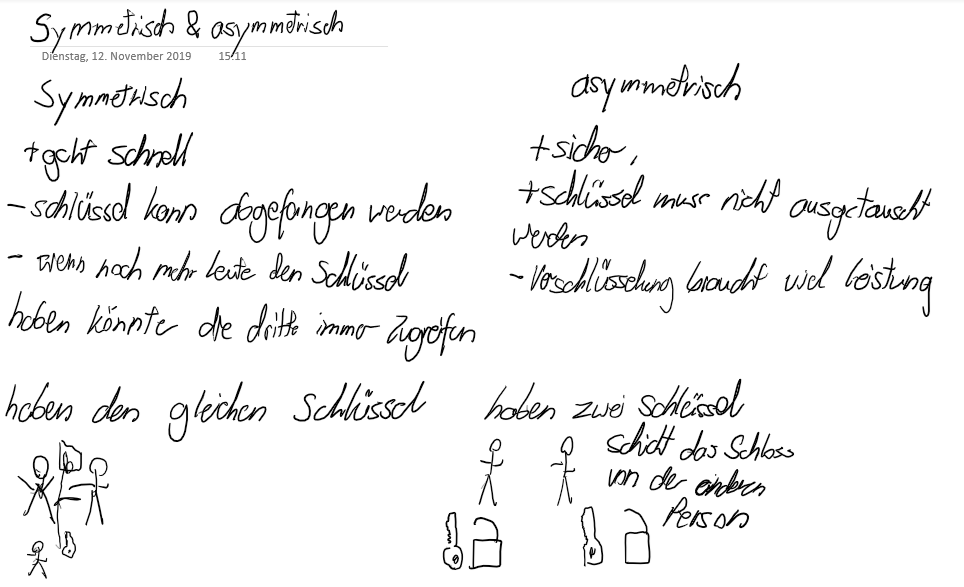 Symmetrisch & asymmetrisch
Dienstag, 12. November 2019 15:11
Symmetrisch
+ geht schnell
- schlüssel kann abgefangen werden
- wenn noch mehr leute den Schlüssel
haben könnte die dritte immer Zugreifen
haben den gleichen Schlüssel
asymmetrisch
+ sicher,
+ schlüssel muss nicht ausgetauscht
werden
- Verschlüsselung braucht viel leistung
haben zwei Schlüssel
schickt das Schloss
von der anderen
Person